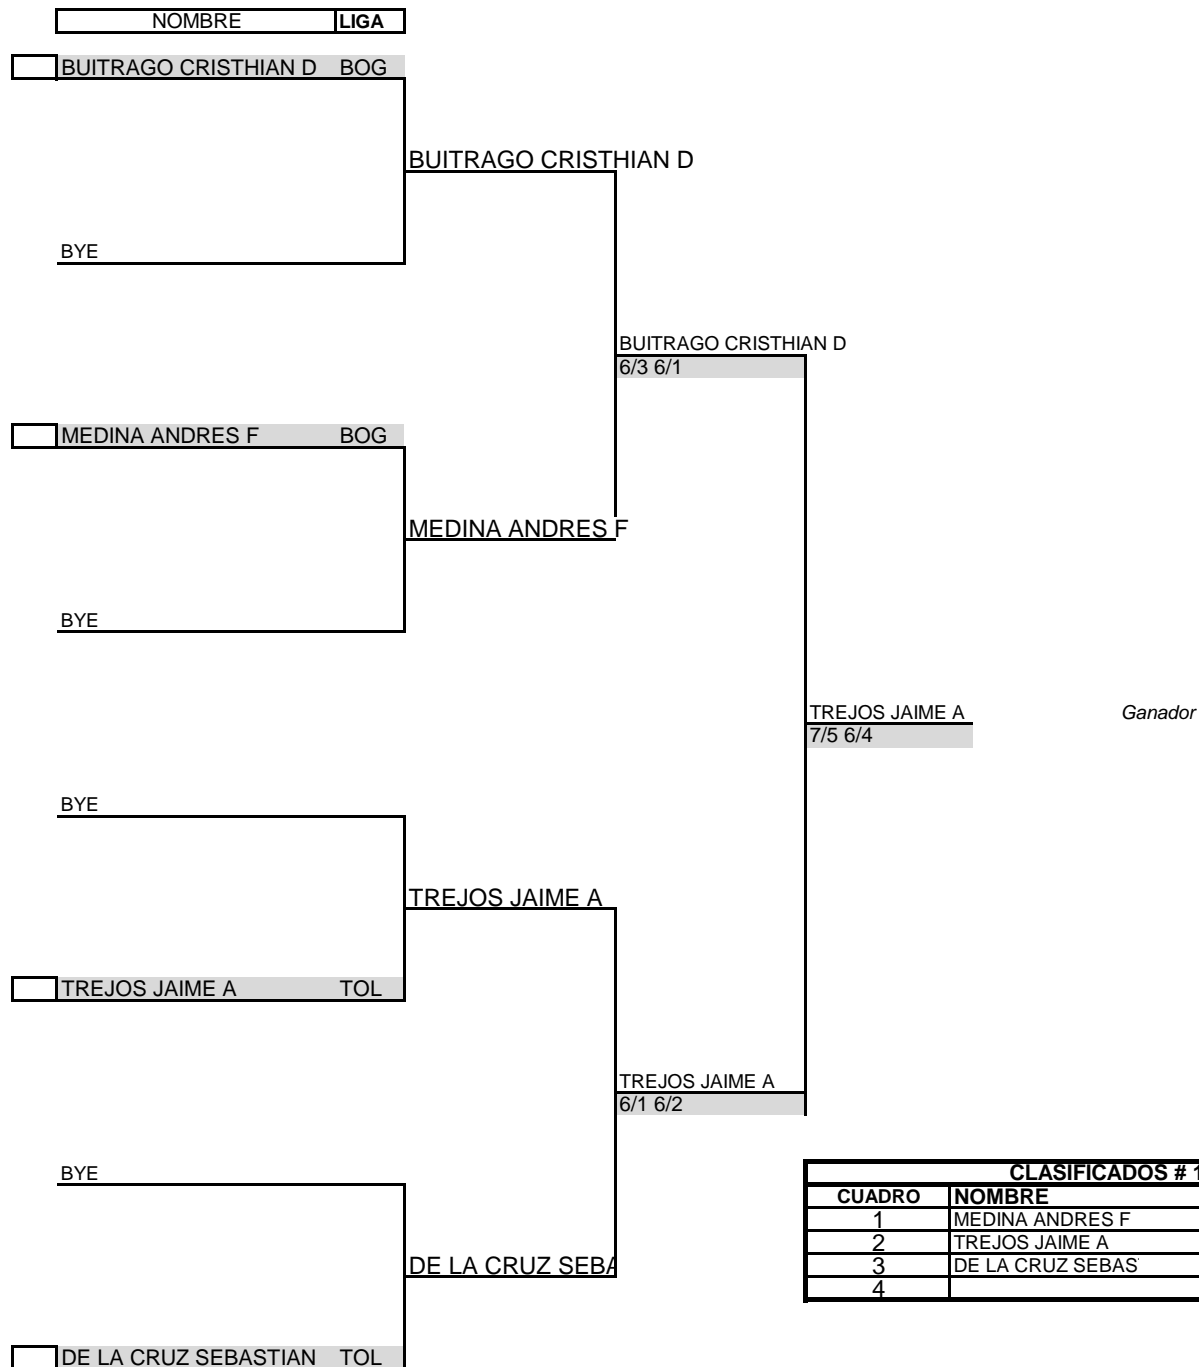 NOMBRE LIGA
BUITRAGO CRISTHIAN D BOG
BUITRAGO CRISTHIAN D
BYE
BUITRAGO CRISTHIAN D
6/3 6/1
MEDINA ANDRES F BOG
MEDINA ANDRES F
BYE
TREJOS JAIME A Ganador
7/5 6/4
BYE
TREJOS JAIME A
TREJOS JAIME A TOL
TREJOS JAIME A
6/1 6/2
BYE
CLASIFICADOS # 1
CUADRO NOMBRE
1 MEDINA ANDRES F
2 TREJOS JAIME A
3 DE LA CRUZ SEBAS
4
DE LA CRUZ SEBA
DE LA CRUZ SEBASTIAN TOL